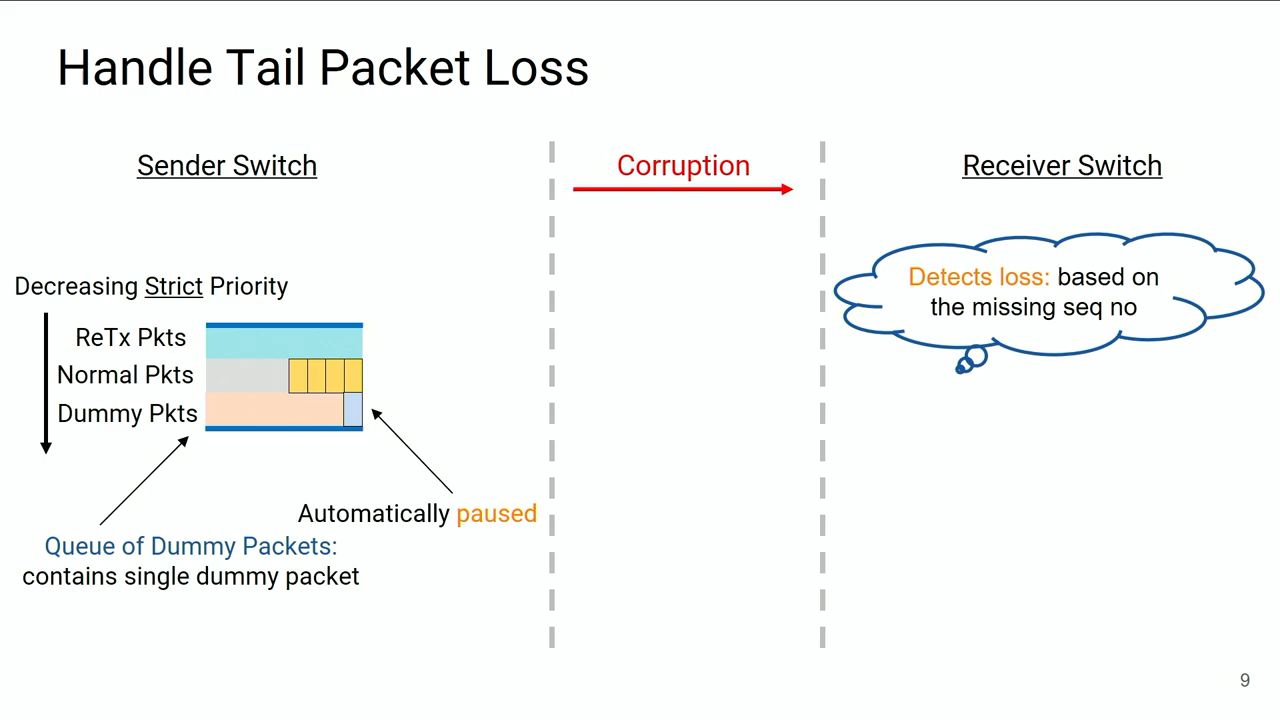 Handle Tail Packet Loss
Sender Switch
Corruption
Receiver Switch
Detects loss: based on
the missing seq no
Decreasing Strict Priority
ReTx Pkts
Normal Pkts
Dummy Pkts
Automatically paused
Queue of Dummy Packets:
contains single dummy packet
9